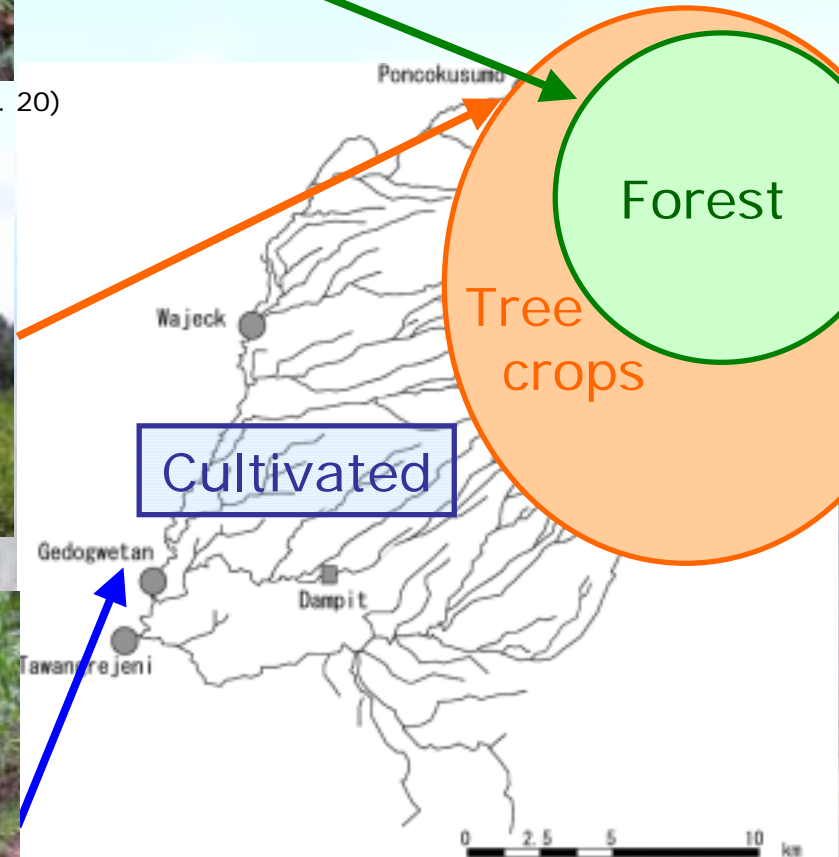 Poncokusumo
. 20)
Forest
Wajeck
Tree
crops
Cultivated
Gedogwetan
Dampit
Tawangrejeni
0 2.5 5 10
km